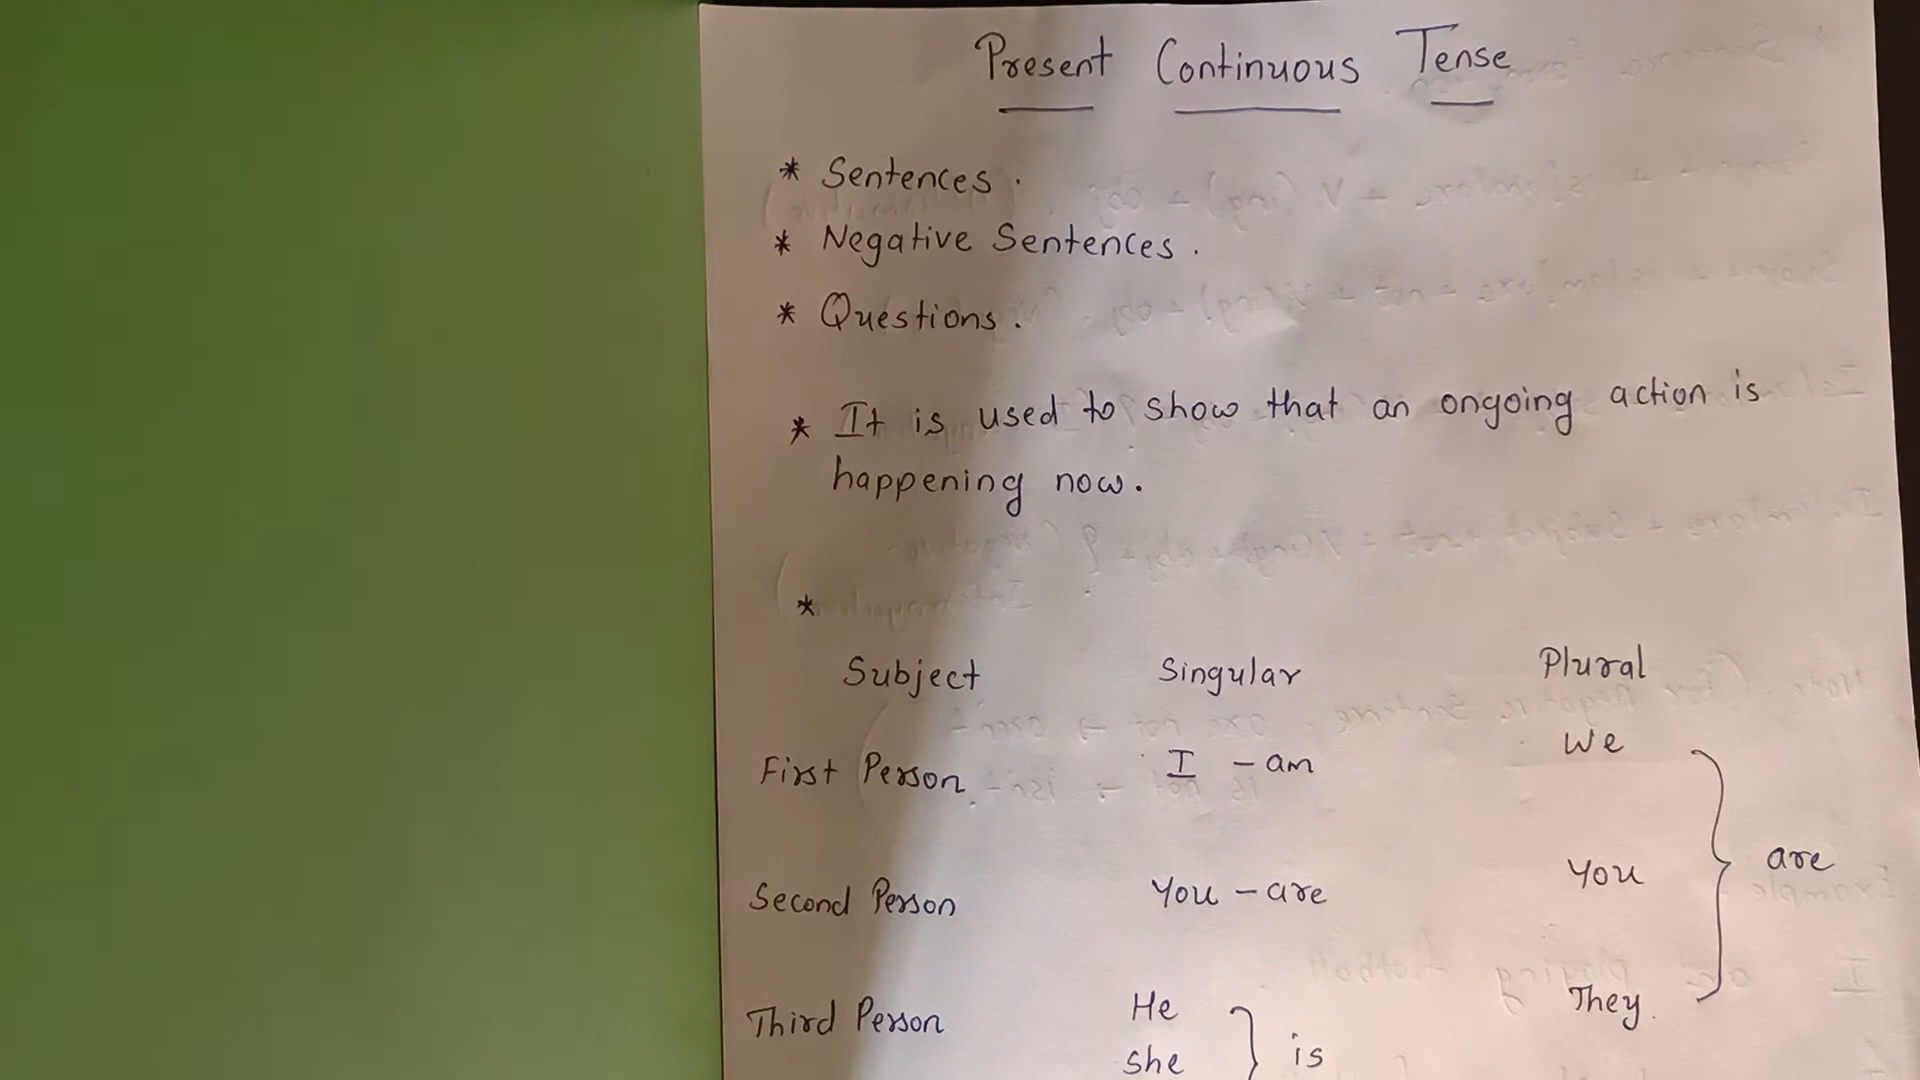 Present Continuous Tense
* Sentences.
* Negative Sentences.
* Questions.
* It is used to show that an ongoing action is
happening now.
*
Subject Singular Plural
First Person I - am We
Second Person You - are You } are
Third Person He They.
She } is